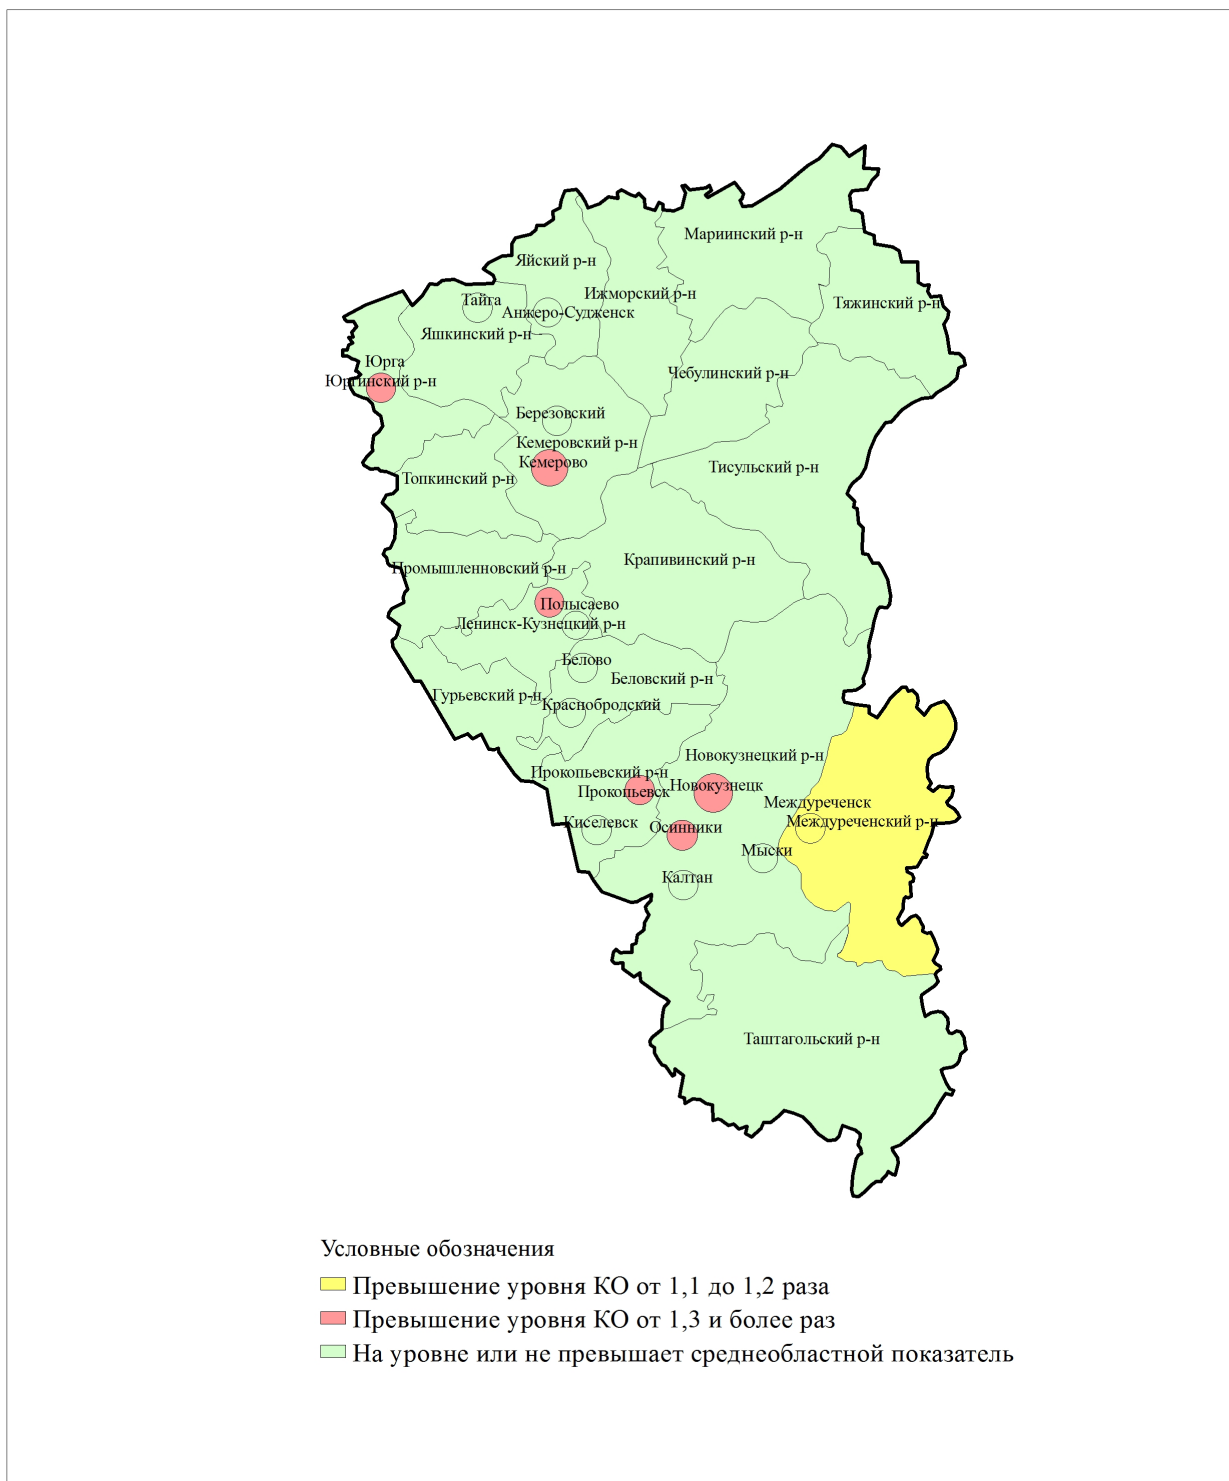 Мариинский р-н
Яйский р-н
Ижморский р-н
Тяжинский р-н
Тайга
Анжеро-Судженск
Яшкинский р-н
Юрга
Чебулинский р-н
Юргинский р-н
Березовский
Кемеровский р-н
Кемерово
Тисульский р-н
Топкинский р-н
Крапивинский р-н
Промышленновский р-н
Полысаево
Ленинск-Кузнецкий р-н
Белово
Беловский р-н
Гурьевский р-н
Краснобродский
Новокузнецкий р-н
Прокопьевский р-н
Новокузнецк
Прокопьевск
Междуреченск
Киселевск
Осинники
Междуреченский р-н
Мыски
Калтан
Таштагольский р-н
Условные обозначения
Превышение уровня КО от 1,1 до 1,2 раза
Превышение уровня КО от 1,3 и более раз
На уровне или не превышает среднеобластной показатель